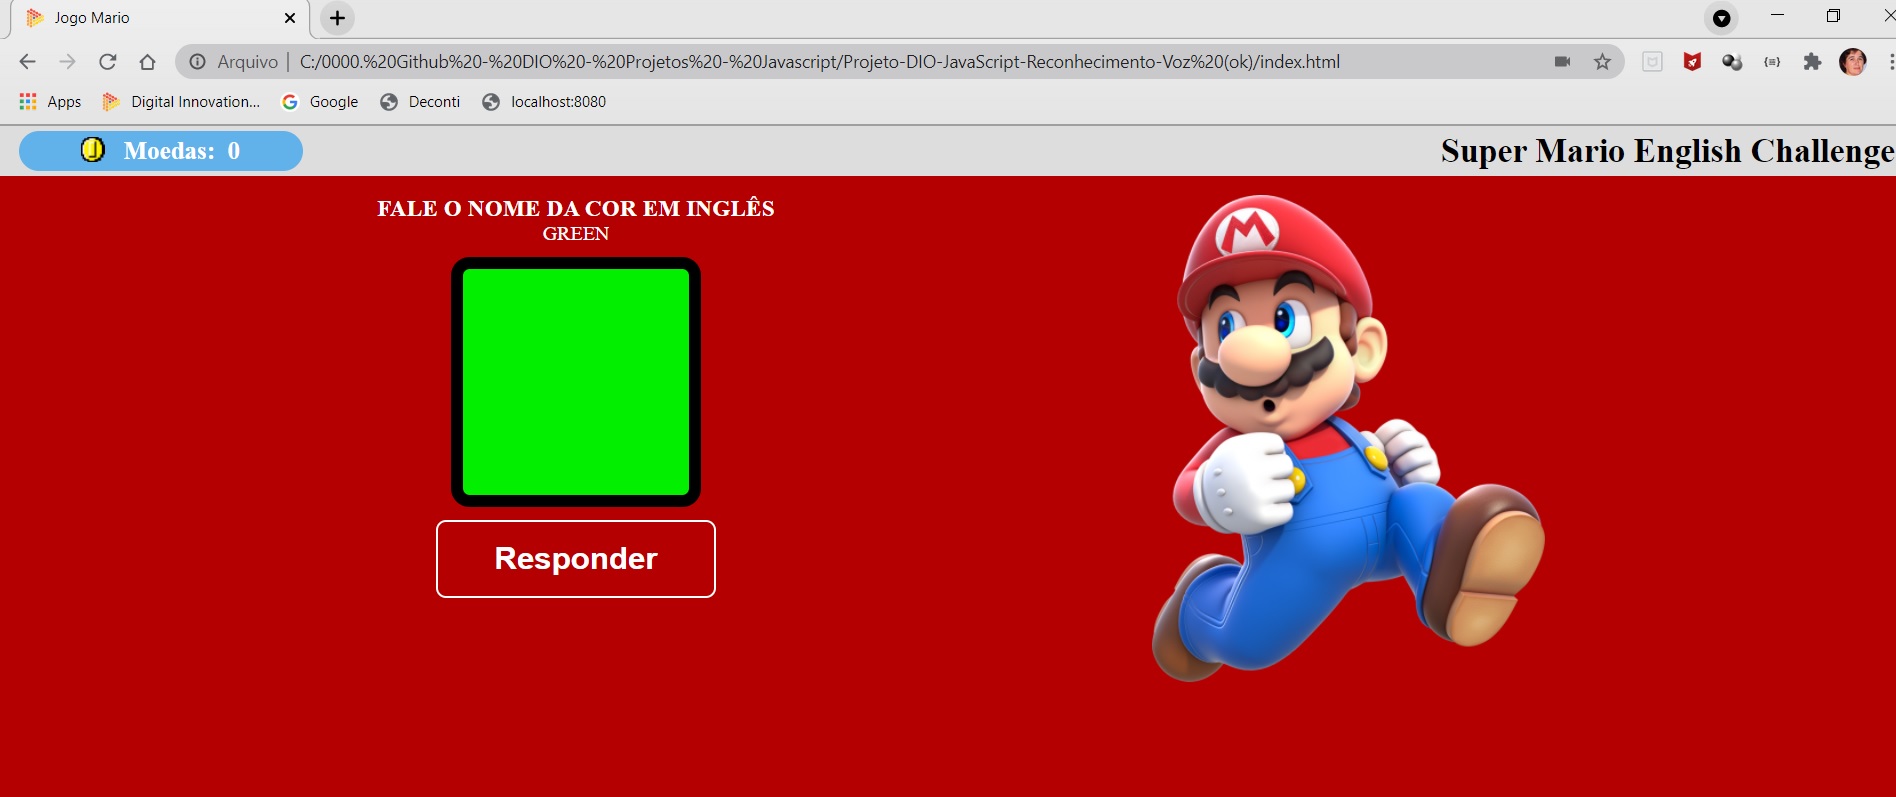 Jogo Mario
Arquivo | C:/0000.%20Github%20-%20DIO%20-%20Projetos%20-%20Javascript/Projeto-DIO-JavaScript-Reconhecimento-Voz%20(ok)/index.html
Apps Digital Innovation... Google Deconti localhost:8080
Moedas: 0 Super Mario English Challenge
FALE O NOME DA COR EM INGLÊS
GREEN
M
Responder